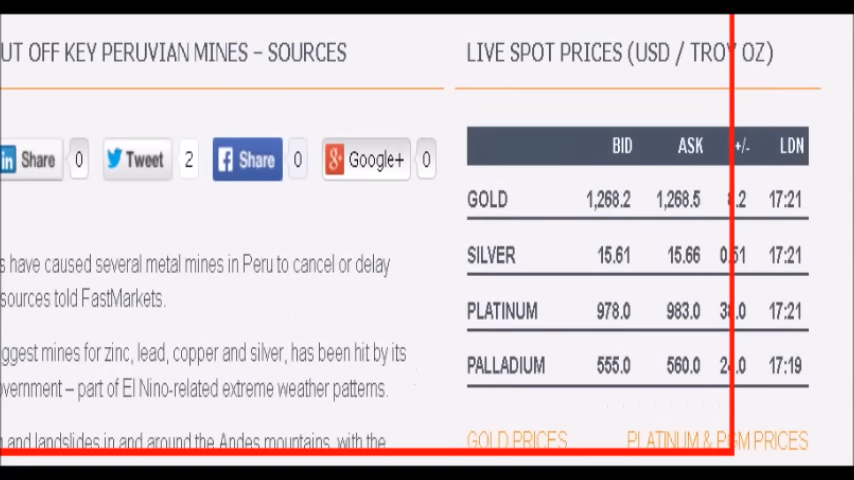 UT OFF KEY PERUVIAN MINES – SOURCES
in Share 0 Tweet 2 f Share 0 8+ Google+ 0
s have caused several metal mines in Peru to cancel or delay
sources told FastMarkets.
ggest mines for zinc, lead, copper and silver, has been hit by its
vernment – part of El Nino-related extreme weather patterns.
and landslides in and around the Andes mountains, with the
LIVE SPOT PRICES (USD / TROY OZ)
BID ASK +/- LDN
GOLD 1,268.2 1,268.5 17:21
SILVER 15.61 15.66 0.51 17:21
PLATINUM 978.0 983.0 17:21
PALLADIUM 555.0 560.0 17:19
GOLD PRICES PLATINUM & PGM PRICES